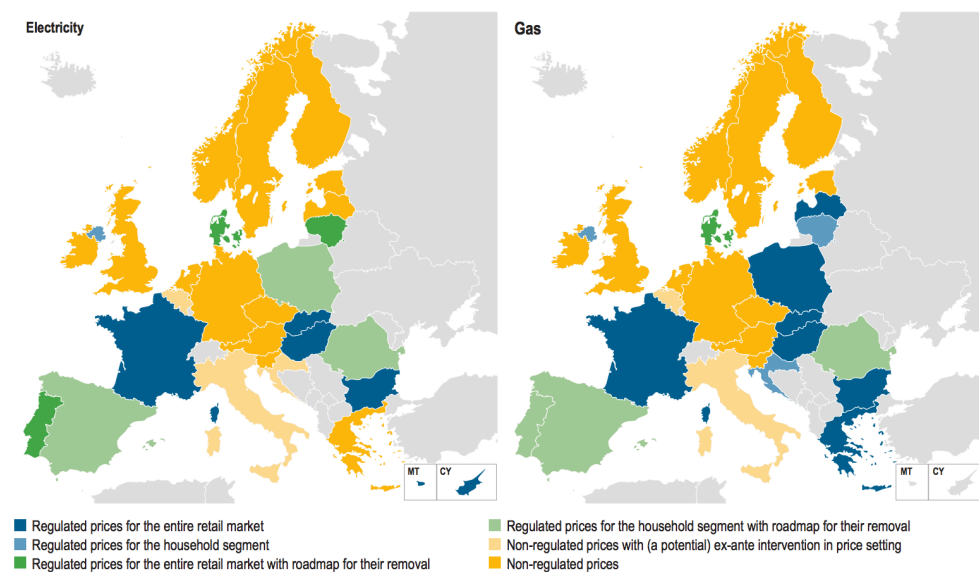 Electricity
Gas
MT CY
MT CY
Regulated prices for the entire retail market
Regulated prices for the household segment
Regulated prices for the entire retail market with roadmap for their removal
Regulated prices for the household segment with roadmap for their removal
Non-regulated prices with (a potential) ex-ante intervention in price setting
Non-regulated prices